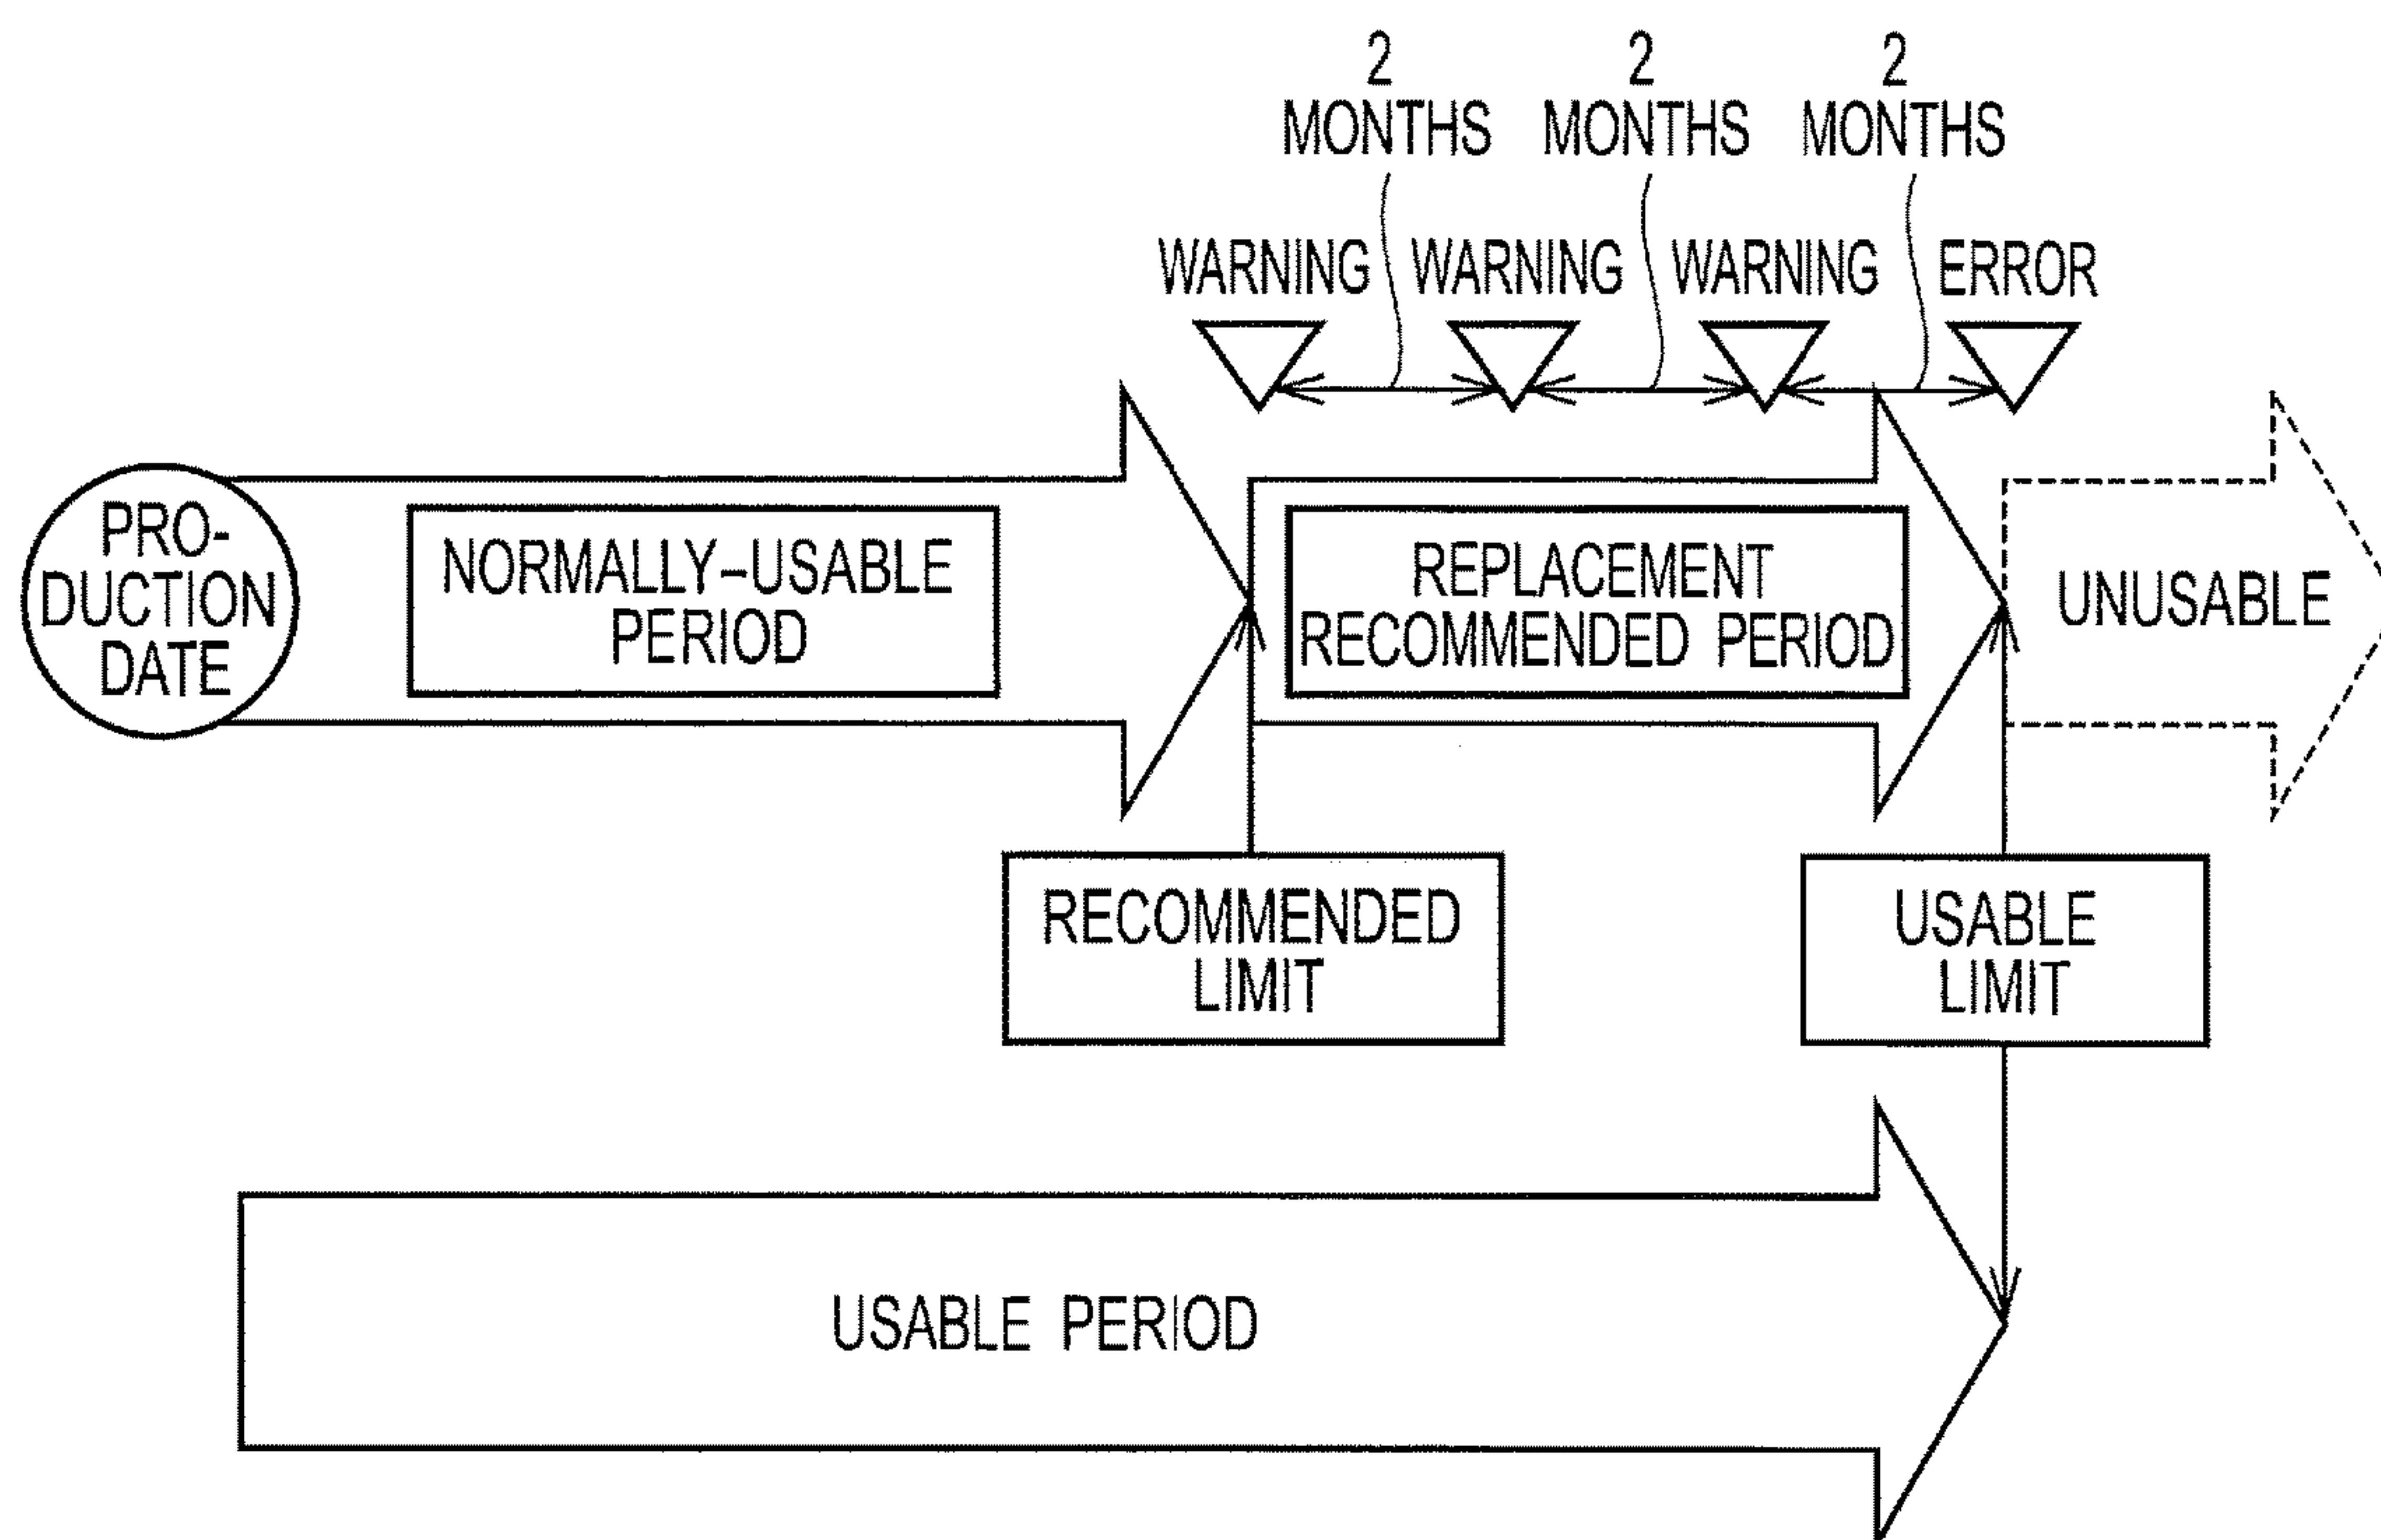 2 2 2
MONTHS MONTHS MONTHS
WARNING WARNING WARNING ERROR
PRO-
DUCTION
DATE
NORMALLY-USABLE
PERIOD
REPLACEMENT
RECOMMENDED PERIOD
UNUSABLE
RECOMMENDED
LIMIT
USABLE
LIMIT
USABLE PERIOD